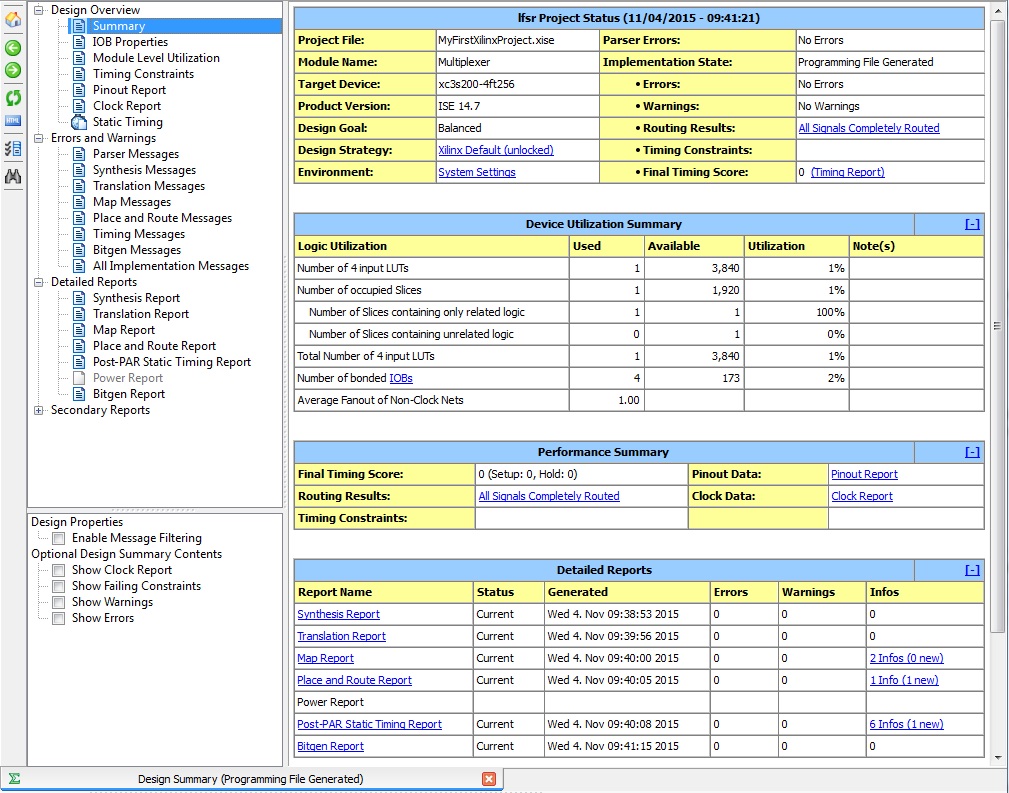 Design Overview
Summary
IOB Properties
Module Level Utilization
Timing Constraints
Pinout Report
Clock Report
Static Timing
Errors and Warnings
Parser Messages
Synthesis Messages
Translation Messages
Map Messages
Place and Route Messages
Timing Messages
Bitgen Messages
All Implementation Messages
Detailed Reports
Synthesis Report
Translation Report
Map Report
Place and Route Report
Post-PAR Static Timing Report
Power Report
Bitgen Report
Secondary Reports
Design Properties
Enable Message Filtering
Optional Design Summary Contents
Show Clock Report
Show Failing Constraints
Show Warnings
Show Errors
lfsr Project Status (11/04/2015 - 09:41:21)
Project File: MyFirstXilinxProject.xise Parser Errors: No Errors
Module Name: Multiplexer Implementation State: Programming File Generated
Target Device: xc3s200-4ft256 • Errors: No Errors
Product Version: ISE 14.7 • Warnings: No Warnings
Design Goal: Balanced • Routing Results: All Signals Completely Routed
Design Strategy: Xilinx Default (unlocked) • Timing Constraints:
Environment: System Settings • Final Timing Score: 0 (Timing Report)
Device Utilization Summary [-]
Logic Utilization Used Available Utilization Note(s)
Number of 4 input LUTs 1 3,840 1%
Number of occupied Slices 1 1,920 1%
Number of Slices containing only related logic 1 1 100%
Number of Slices containing unrelated logic 0 1 0%
Total Number of 4 input LUTs 1 3,840 1%
Number of bonded IOBs 4 173 2%
Average Fanout of Non-Clock Nets 1.00
Performance Summary [-]
Final Timing Score: 0 (Setup: 0, Hold: 0) Pinout Data: Pinout Report
Routing Results: All Signals Completely Routed Clock Data: Clock Report
Timing Constraints:
Detailed Reports [-]
Report Name Status Generated Errors Warnings Infos
Synthesis Report Current Wed 4. Nov 09:38:53 2015 0 0 0
Translation Report Current Wed 4. Nov 09:39:56 2015 0 0 0
Map Report Current Wed 4. Nov 09:40:00 2015 0 0 2 Infos (0 new)
Place and Route Report Current Wed 4. Nov 09:40:05 2015 0 0 1 Info (1 new)
Power Report
Post-PAR Static Timing Report Current Wed 4. Nov 09:40:08 2015 0 0 6 Infos (1 new)
Bitgen Report Current Wed 4. Nov 09:41:15 2015 0 0 0
Design Summary (Programming File Generated)